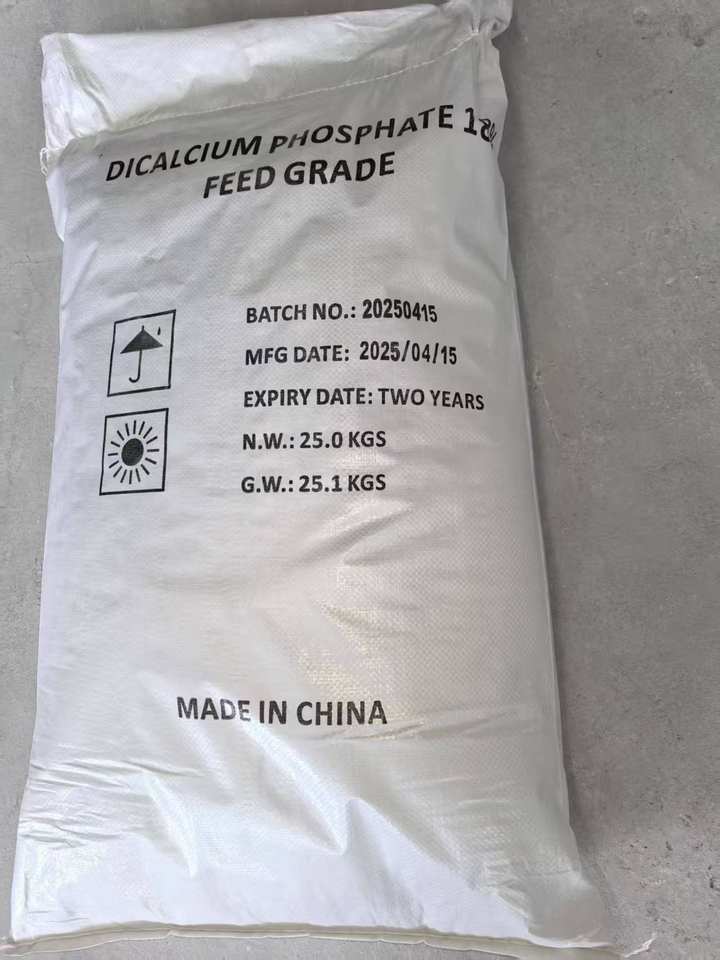 DICALCIUM PHOSPHATE 18%
FEED GRADE
BATCH NO.: 20250415
MFG DATE: 2025/04/15
EXPIRY DATE: TWO YEARS
N.W.: 25.0 KGS
G.W.: 25.1 KGS
MADE IN CHINA